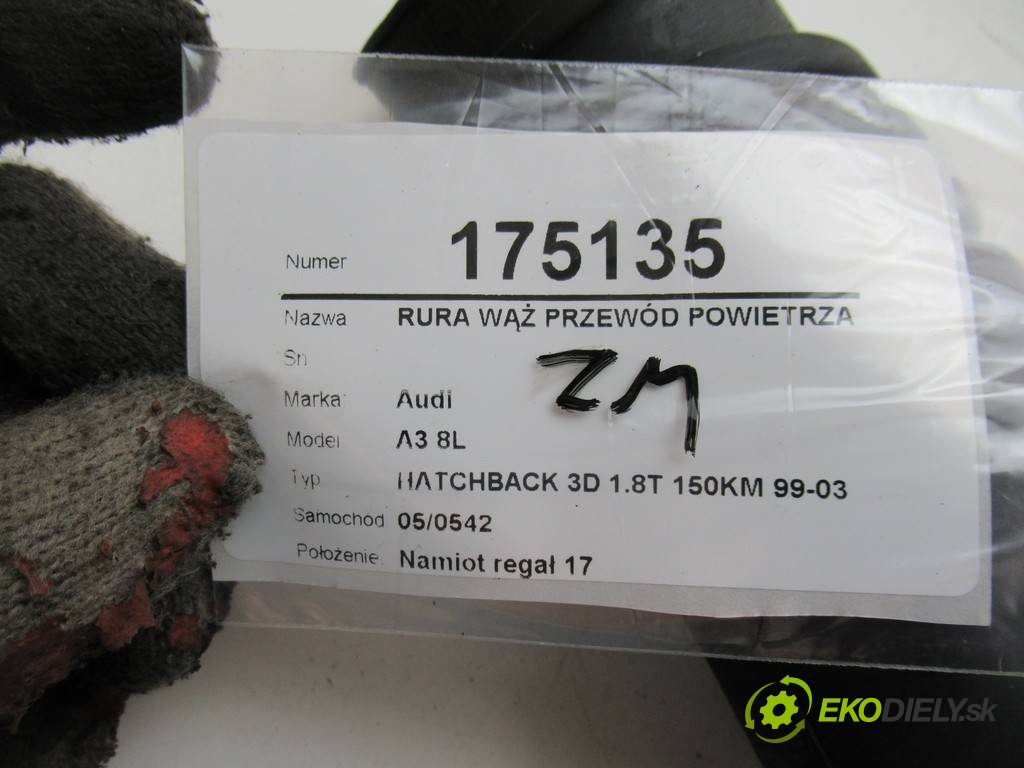 Numer 175135
Nazwa RURA WĄŻ PRZEWÓD POWIETRZA
Sn
Marka Audi
ZM
Model A3 8L
Typ HATCHBACK 3D 1.8T 150KM 99-03
Samochód 05/0542
Położenie Namiot regał 17
EKODIELY.sk